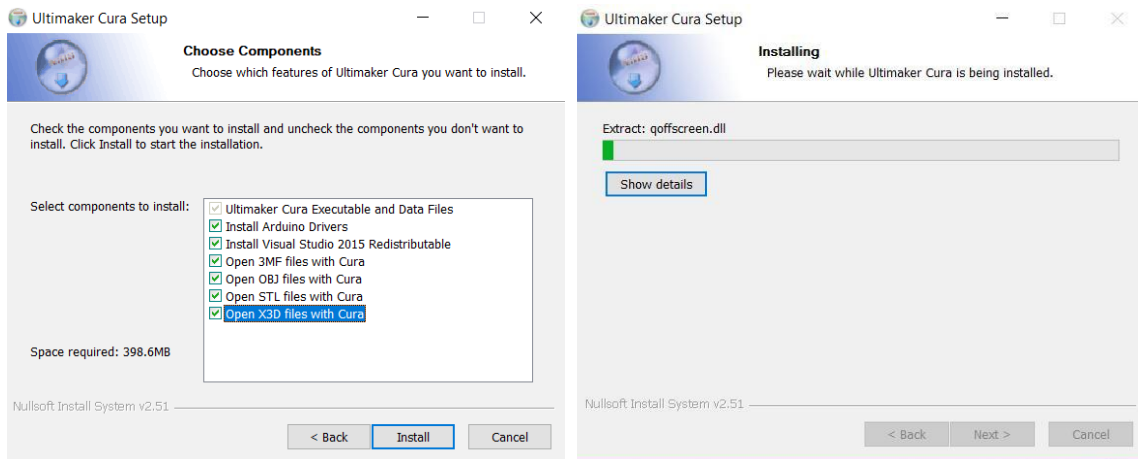 Ultimaker Cura Setup
Choose Components
Choose which features of Ultimaker Cura you want to install.
Check the components you want to install and uncheck the components you don't want to
install. Click Install to start the installation.
Select components to install:
Ultimaker Cura Executable and Data Files
Install Arduino Drivers
Install Visual Studio 2015 Redistributable
Open 3MF files with Cura
Open OBJ files with Cura
Open STL files with Cura
Open X3D files with Cura
Space required: 398.6MB
Nullsoft Install System v2.51
< Back
Install
Cancel
Ultimaker Cura Setup
Installing
Please wait while Ultimaker Cura is being installed.
Extract: qoffscreen.dll
Show details
Nullsoft Install System v2.51
< Back
Next >
Cancel